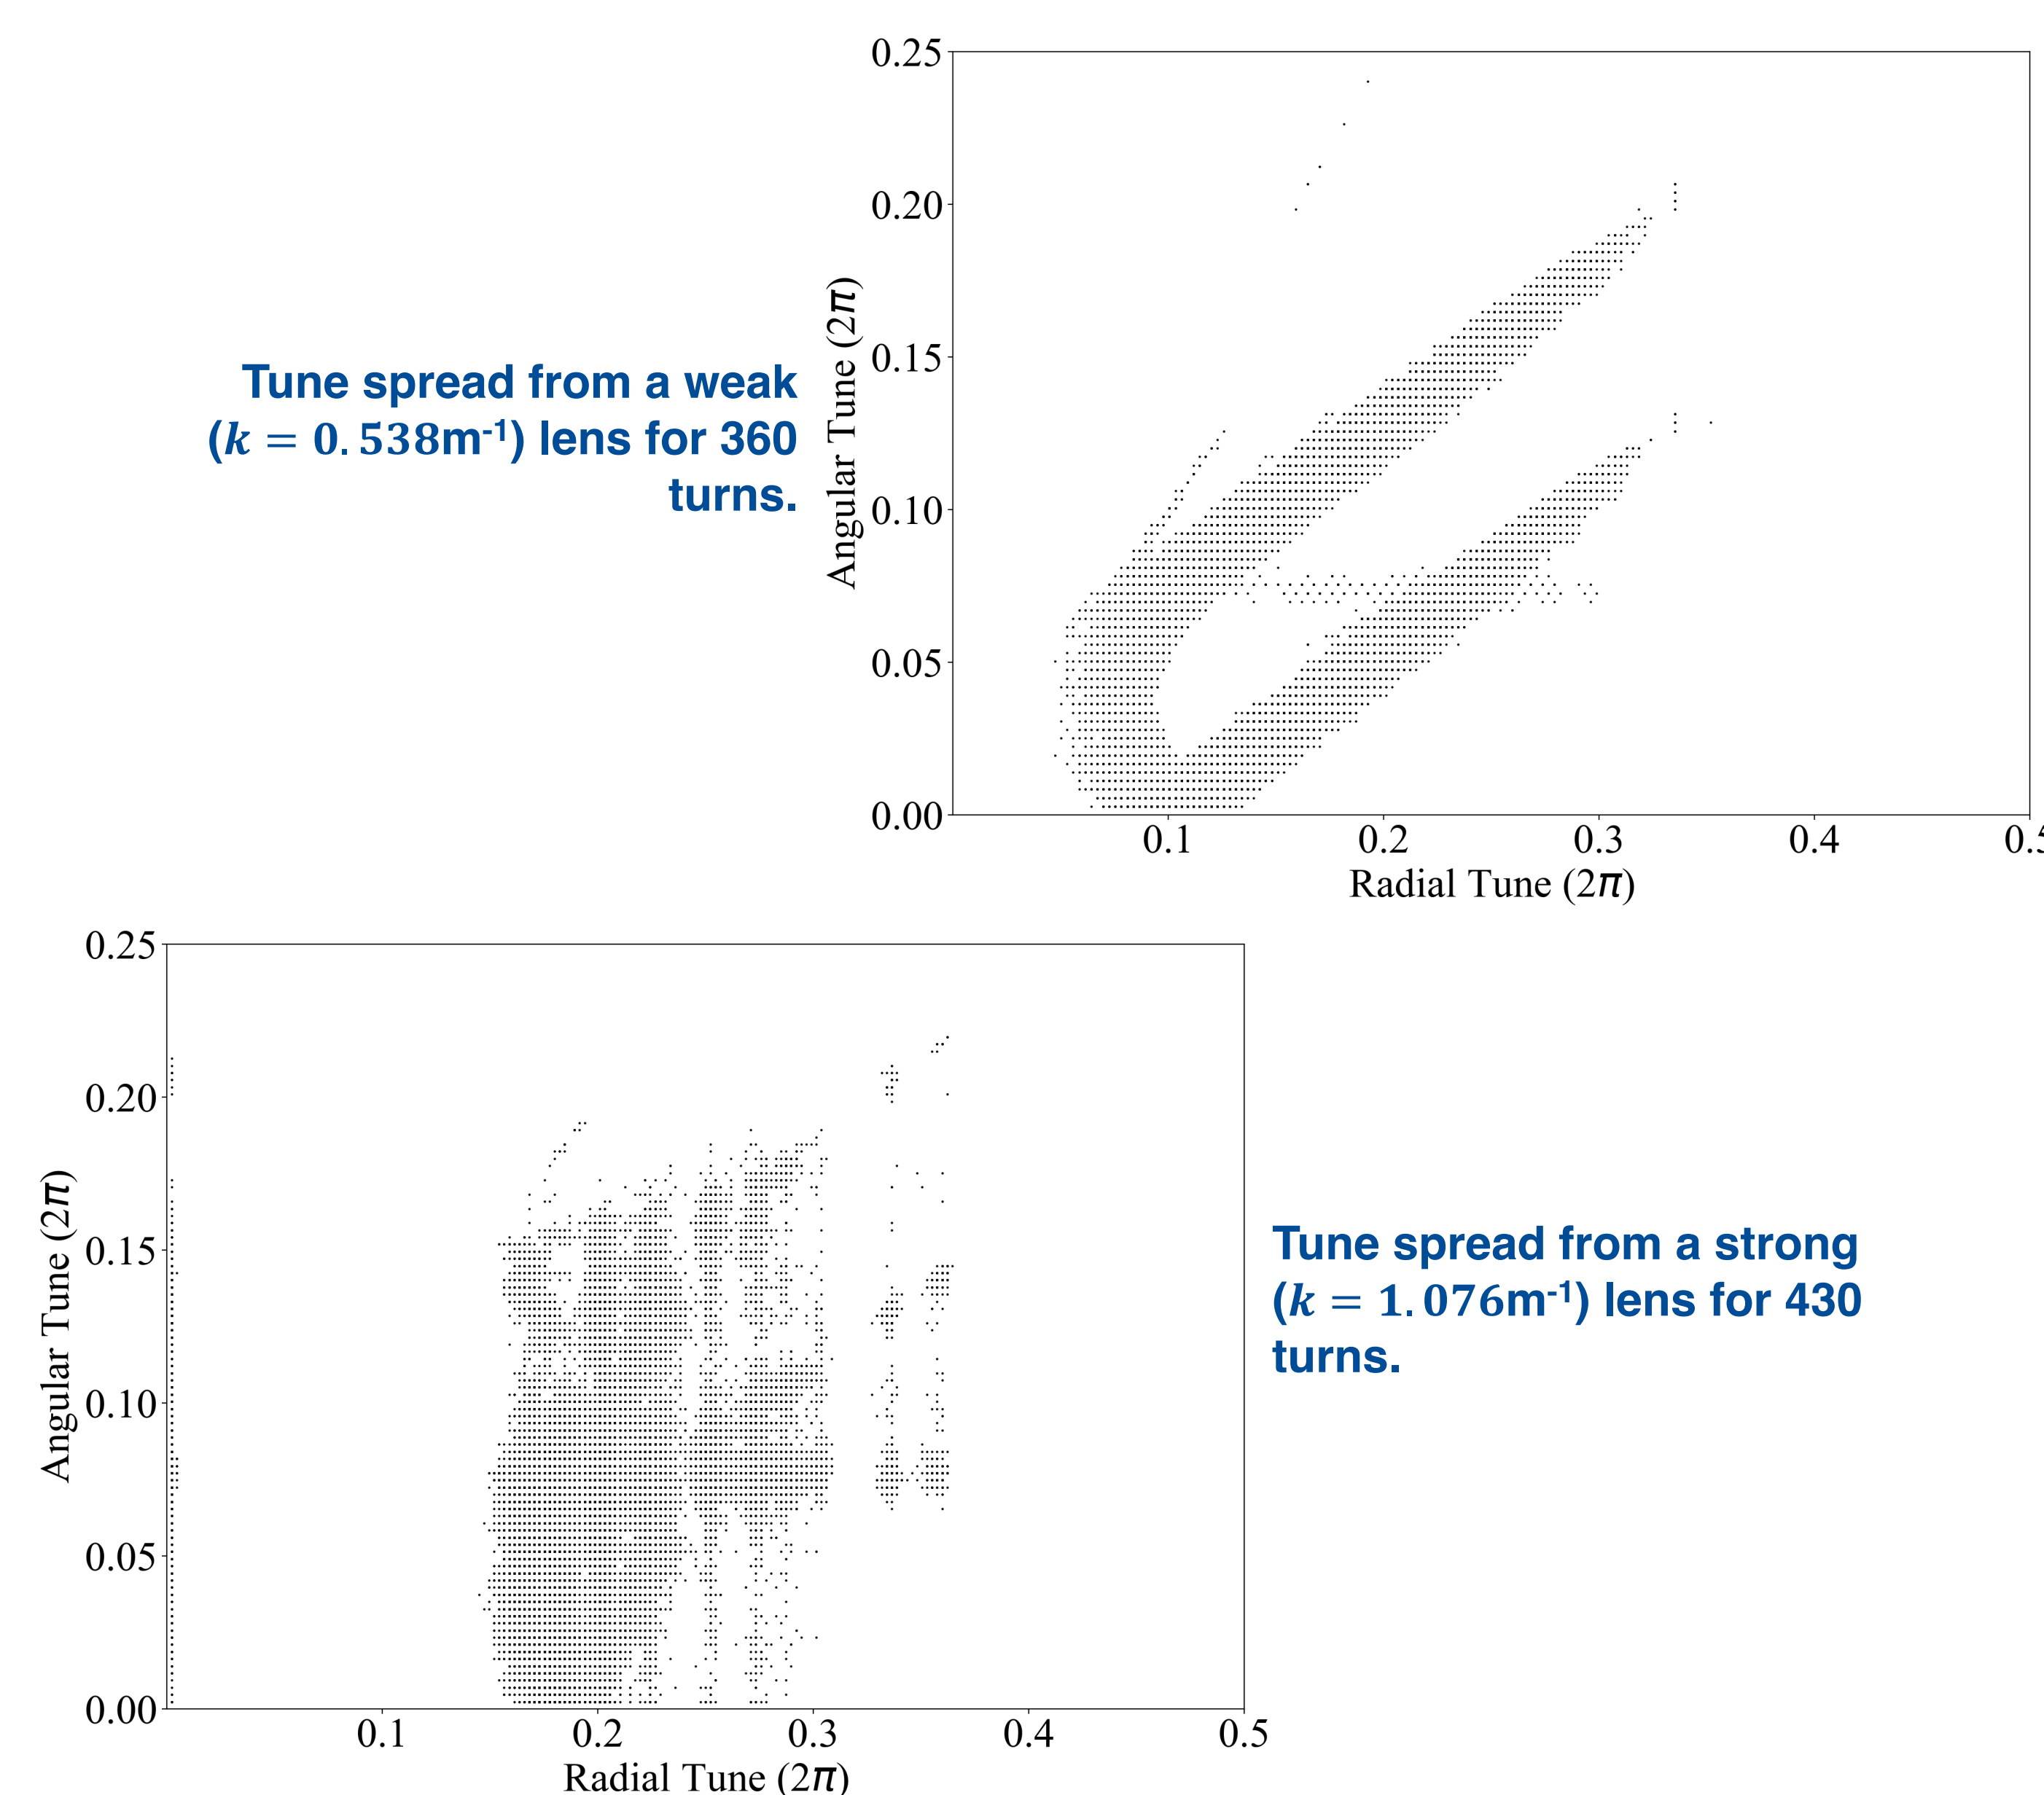 0.25
0.20
0.15
0.10
0.05
0.00
Angular Tune (2π)
0.1 0.2 0.3 0.4
Radial Tune (2π)
Tune spread from a weak
(𝒌 = 𝟎.𝟓𝟑𝟖m⁻¹) lens for 360
turns.
0.25
0.20
0.15
0.10
0.05
0.00
Angular Tune (2π)
0.1 0.2 0.3 0.4 0.5
Radial Tune (2π)
Tune spread from a strong
(𝒌 = 𝟏.𝟎𝟕𝟔m⁻¹) lens for 430
turns.